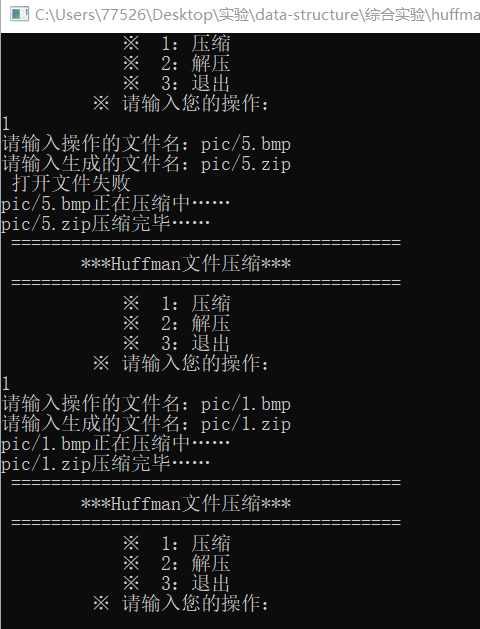 C:\Users\77526\Desktop\实验\data-structure\综合实验\huffma
※ 1：压缩
※ 2：解压
※ 3：退出
※ 请输入您的操作：
1
请输入操作的文件名：pic/5.bmp
请输入生成的文件名：pic/5.zip
打开文件失败
pic/5.bmp正在压缩中……
pic/5.zip压缩完毕……
=======================================
***Huffman文件压缩***
=======================================
※ 1：压缩
※ 2：解压
※ 3：退出
※ 请输入您的操作：
1
请输入操作的文件名：pic/1.bmp
请输入生成的文件名：pic/1.zip
pic/1.bmp正在压缩中……
pic/1.zip压缩完毕……
=======================================
***Huffman文件压缩***
=======================================
※ 1：压缩
※ 2：解压
※ 3：退出
※ 请输入您的操作：